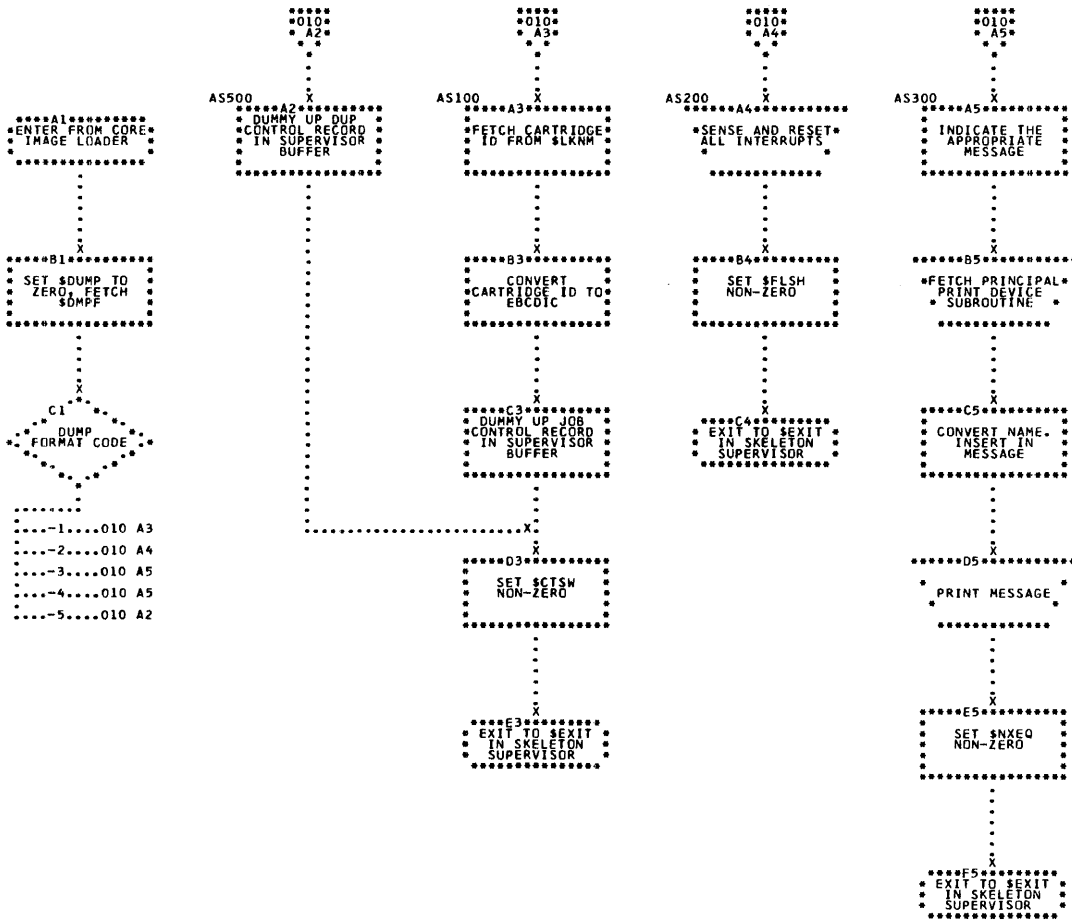 010
A2
010
A3
010
A4
010
A5
A1
ENTER FROM CORE
IMAGE LOADER
AS500
A2
DUMMY UP DUP
CONTROL RECORD
IN SUPERVISOR
BUFFER
AS100
A3
FETCH CARTRIDGE
ID FROM $LKNM
AS200
A4
SENSE AND RESET
ALL INTERRUPTS
AS300
A5
INDICATE THE
APPROPRIATE
MESSAGE
B1
SET $DUMP TO
ZERO, FETCH
$DMPF
B3
CONVERT
CARTRIDGE ID TO
EBCDIC
B4
SET $FLSH
NON-ZERO
B5
FETCH PRINCIPAL
PRINT DEVICE
SUBROUTINE
C1
DUMP
FORMAT CODE
C3
DUMMY UP JOB
CONTROL RECORD
IN SUPERVISOR
BUFFER
C4
EXIT TO $EXIT
IN SKELETON
SUPERVISOR
C5
CONVERT NAME.
INSERT IN
MESSAGE
....-1....010 A3
....-2....010 A4
....-3....010 A5
....-4....010 A5
....-5....010 A2
D3
SET $CTSW
NON-ZERO
D5
PRINT MESSAGE
E3
EXIT TO $EXIT
IN SKELETON
SUPERVISOR
E5
SET $NXEQ
NON-ZERO
F5
EXIT TO $EXIT
IN SKELETON
SUPERVISOR